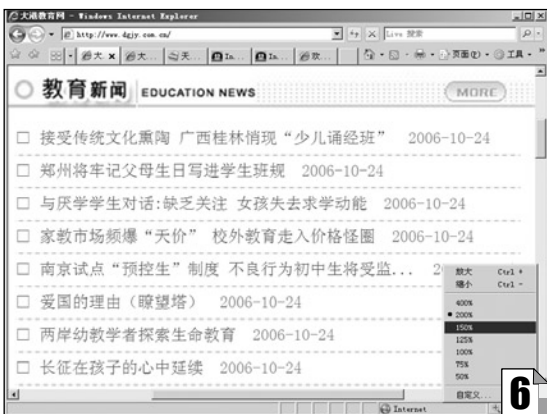 大港教育网 - Windows Internet Explorer
http://www.dgjy.com.cn/
Live 搜索
大... 大... 天... In... In... 欢... 页面(P) 工具
教育新闻 EDUCATION NEWS MORE
接受传统文化熏陶 广西桂林悄现“少儿诵经班” 2006-10-24
郑州将牢记父母生日写进学生班规 2006-10-24
与厌学学生对话:缺乏关注 女孩失去求学动能 2006-10-24
家教市场频爆“天价” 校外教育走入价格怪圈 2006-10-24
南京试点“预控生”制度 不良行为初中生将受监... 2
爱国的理由（瞭望塔） 2006-10-24
两岸幼教学者探索生命教育 2006-10-24
长征在孩子的心中延续 2006-10-24
放大 Ctrl +
缩小 Ctrl -
400%
200%
150%
125%
100%
75%
50%
自定义...
Internet
6